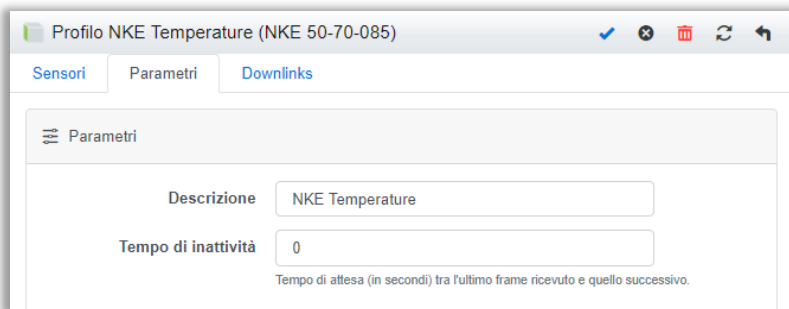 Profilo NKE Temperature (NKE 50-70-085)
Sensori Parametri Downlinks
Parametri
Descrizione NKE Temperature
Tempo di inattività 0
Tempo di attesa (in secondi) tra l'ultimo frame ricevuto e quello successivo.